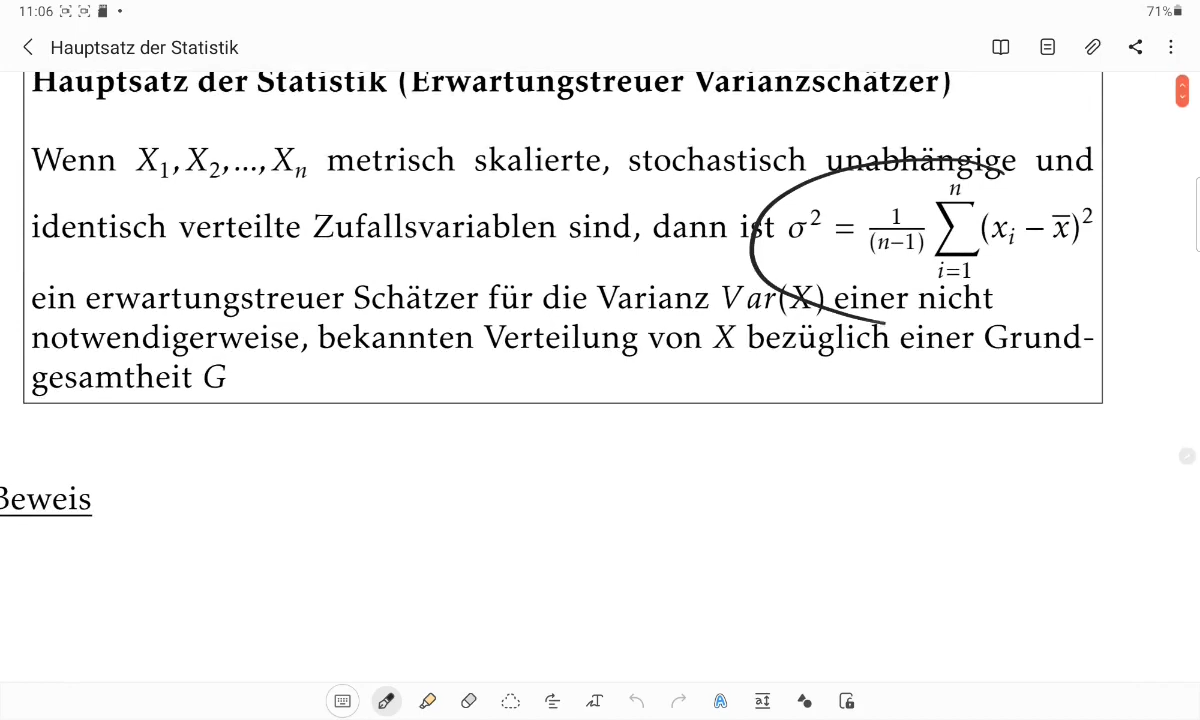 11:06
71%
Hauptsatz der Statistik
Hauptsatz der Statistik (Erwartungstreuer Varianzschätzer)
Wenn X₁, X₂, ..., Xₙ metrisch skalierte, stochastisch unabhängige und
identisch verteilte Zufallsvariablen sind, dann ist σ² = 1/(n−1) ∑ᵢ₌₁ⁿ (xᵢ − x̅)²
ein erwartungstreuer Schätzer für die Varianz Var(X) einer nicht
notwendigerweise, bekannten Verteilung von X bezüglich einer Grund-
gesamtheit G
Beweis